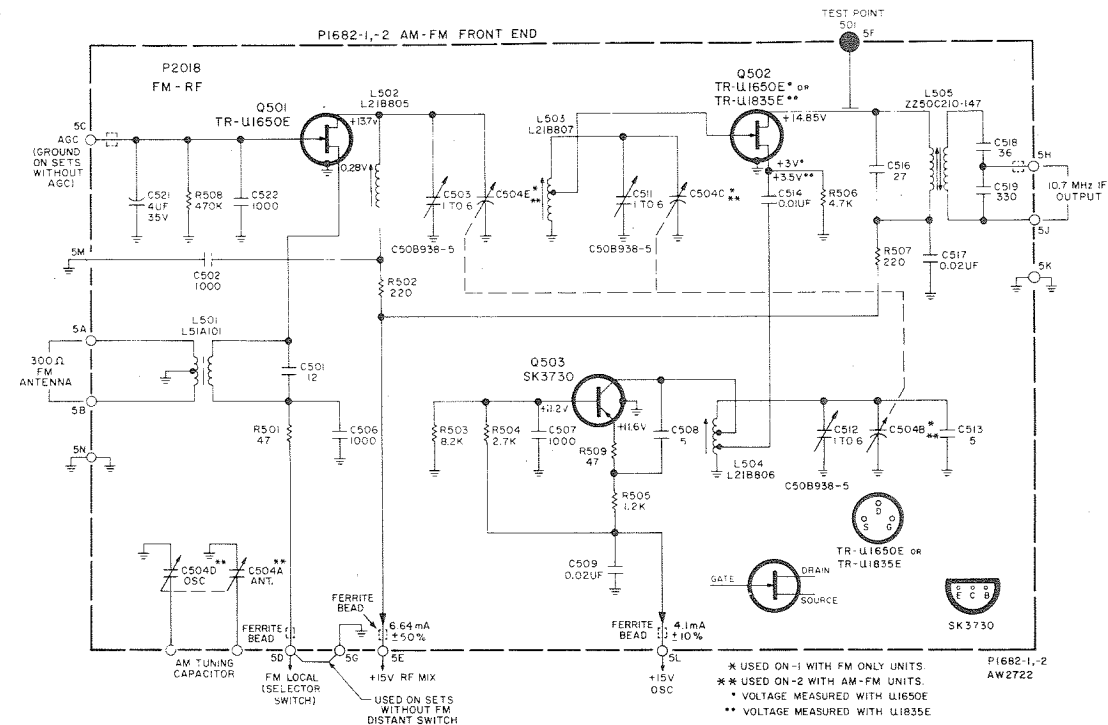 P1682-1,-2 AM-FM FRONT END
TEST POINT
501
5F
P2018
FM-RF
Q501
TR-U1650E
L502
L21B805
+13.7V
0.28V
L503
L21B807
Q502
TR-U1650E* OR
TR-U1835E**
+14.85V
L505
ZZ50C210-147
5C
AGC
(GROUND
ON SETS
WITHOUT
AGC)
C521
4UF
35V
R508
470K
C522
1000
C503
1 TO 6
C504E
*
**
C50B938-5
C511
1 TO 6
C504C
*
**
C50B938-5
+3V*
+3.5V**
C514
0.01UF
R506
4.7K
C516
27
C518
36
C519
330
5H
10.7 MHz IF
OUTPUT
5J
5M
C502
1000
R502
220
R507
220
C517
0.02UF
5K
L501
L51A101
5A
300Ω
FM
ANTENNA
5B
C501
12
R501
47
C506
1000
5N
Q503
SK3730
+11.2V
+11.6V
R503
8.2K
R504
2.7K
C507
1000
R509
47
C508
5
R505
1.2K
L504
L21B806
C512
1 TO 6
C50B938-5
C504B
*
**
C513
5
C509
0.02UF
D
S G
TR-U1650E OR
TR-U1835E
GATE
DRAIN
SOURCE
E C B
SK3730
C504D
OSC
**
C504A
ANT.
**
FERRITE
BEAD
FERRITE
BEAD
6.64mA
±50%
FERRITE
BEAD
4.1mA
±10%
AM TUNING
CAPACITOR
5D
5G
5E
5L
FM LOCAL
(SELECTOR
SWITCH)
+15V RF MIX
USED ON SETS
WITHOUT FM
DISTANT SWITCH
+15V
OSC
* USED ON -1 WITH FM ONLY UNITS.
** USED ON -2 WITH AM-FM UNITS.
* VOLTAGE MEASURED WITH U1650E
** VOLTAGE MEASURED WITH U1835E
P1682-1,-2
AW2722